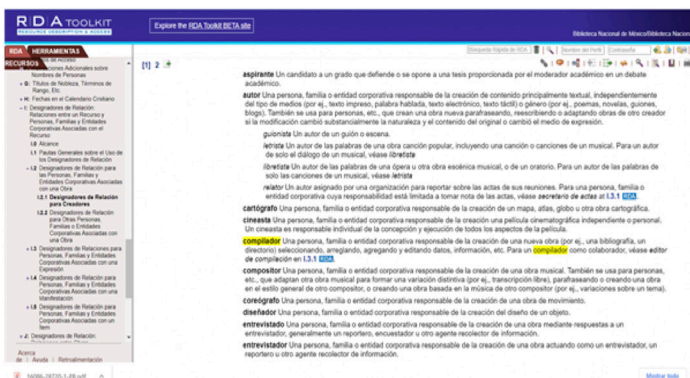 RDA TOOLKIT
RESOURCE DESCRIPTION & ACCESS
Explore the RDA Toolkit BETA site
Biblioteca Nacional de México/Biblioteca Nacion
RDA HERRAMIENTAS
RECURSOS
Búsqueda Rápida de RDA
Nombre del Perfil
Contraseña
[1] 2
Nombres de Personas
G: Títulos de Nobleza, Términos de
Rango, Etc.
H: Fechas en el Calendario Cristiano
I: Designadores de Relación:
Relaciones entre un Recurso y
Personas, Familias y Entidades
Corporativas Asociadas con el
Recurso
I.0 Alcance
I.1 Pautas Generales sobre el Uso de
los Designadores de Relación
I.2 Designadores de Relación para
las Personas, Familias y
Entidades Corporativas Asociadas
con una Obra
I.2.1 Designadores de Relación
para Creadores
I.2.2 Designadores de Relación
para Otras Personas,
Familias o Entidades
Corporativas Asociadas con
una Obra
I.3 Designadores de Relaciones para
Personas, Familias y Entidades
Corporativas Asociadas con una
Expresión
I.4 Designadores de Relación para
Personas, Familias y Entidades
Corporativas Asociadas con una
Manifestación
I.5 Designadores de Relación para
Personas, Familias y Entidades
Corporativas Asociadas con un
Ítem
J: Designadores de Relación:
Acerca
de | Ayuda | Retroalimentación
aspirante Un candidato a un grado que defiende o se opone a una tesis proporcionada por el moderador académico en un debate
académico.
autor Una persona, familia o entidad corporativa responsable de la creación de contenido principalmente textual, independientemente
del tipo de medios (por ej., texto impreso, palabra hablada, texto electrónico, texto táctil) o género (por ej., poemas, novelas, guiones,
blogs). También se usa para personas, etc., que crean una obra nueva parafraseando, reescribiendo o adaptando obras de otro creador
si la modificación cambió substancialmente la naturaleza y el contenido del original o cambió el medio de expresión.
guionista Un autor de un guión o escena.
letrista Un autor de las palabras de una obra canción popular, incluyendo una canción o canciones de un musical. Para un autor
de solo el diálogo de un musical, véase libretista
libretista Un autor de las palabras de una ópera u otra obra escénica musical, o de un oratorio. Para un autor de las palabras de
solo las canciones de un musical, véase letrista
relator Un autor asignado por una organización para reportar sobre las actas de sus reuniones. Para una persona, familia o
entidad corporativa cuya responsabilidad está limitada a tomar nota de las actas, véase secretario de actas at I.3.1 RDA.
cartógrafo Una persona, familia o entidad corporativa responsable de la creación de un mapa, atlas, globo u otra obra cartográfica.
cineasta Una persona, familia o entidad corporativa responsable de la creación una película cinematográfica independiente o personal.
Un cineasta es responsable individual de la concepción y ejecución de todos los aspectos de la película.
compilador Una persona, familia o entidad corporativa responsable de la creación de una nueva obra (por ej., una bibliografía, un
directorio) seleccionando, arreglando, agregando y editando datos, información, etc. Para un compilador como colaborador, véase editor
de compilación en I.3.1 RDA.
compositor Una persona, familia o entidad corporativa responsable de la creación de una obra musical. También se usa para personas,
etc., que adaptan otra obra musical para formar una variación distintiva (por ej., transcripción libre), parafraseando o creando una obra
en el estilo general de otro compositor, o creando una obra basada en la música de otro compositor (por ej., variaciones sobre un tema).
coreógrafo Una persona, familia o entidad corporativa responsable de la creación de una obra de movimiento.
diseñador Una persona, familia o entidad corporativa responsable de la creación del diseño de un objeto.
entrevistado Una persona, familia o entidad corporativa responsable de la creación de una obra mediante respuestas a un
entrevistador, generalmente un reportero, encuestador u otro agente recolector de información.
entrevistador Una persona, familia o entidad corporativa responsable de la creación de una obra actuando como un entrevistador, un
reportero u otro agente recolector de información.
Mostrar todo